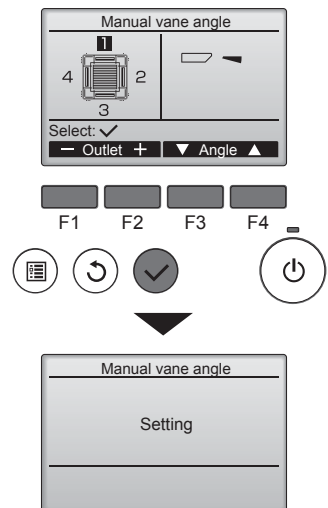 Manual vane angle
1
4 2
3
Select: ✓
− Outlet + ▼ Angle ▲
F1 F2 F3 F4
Manual vane angle
Setting